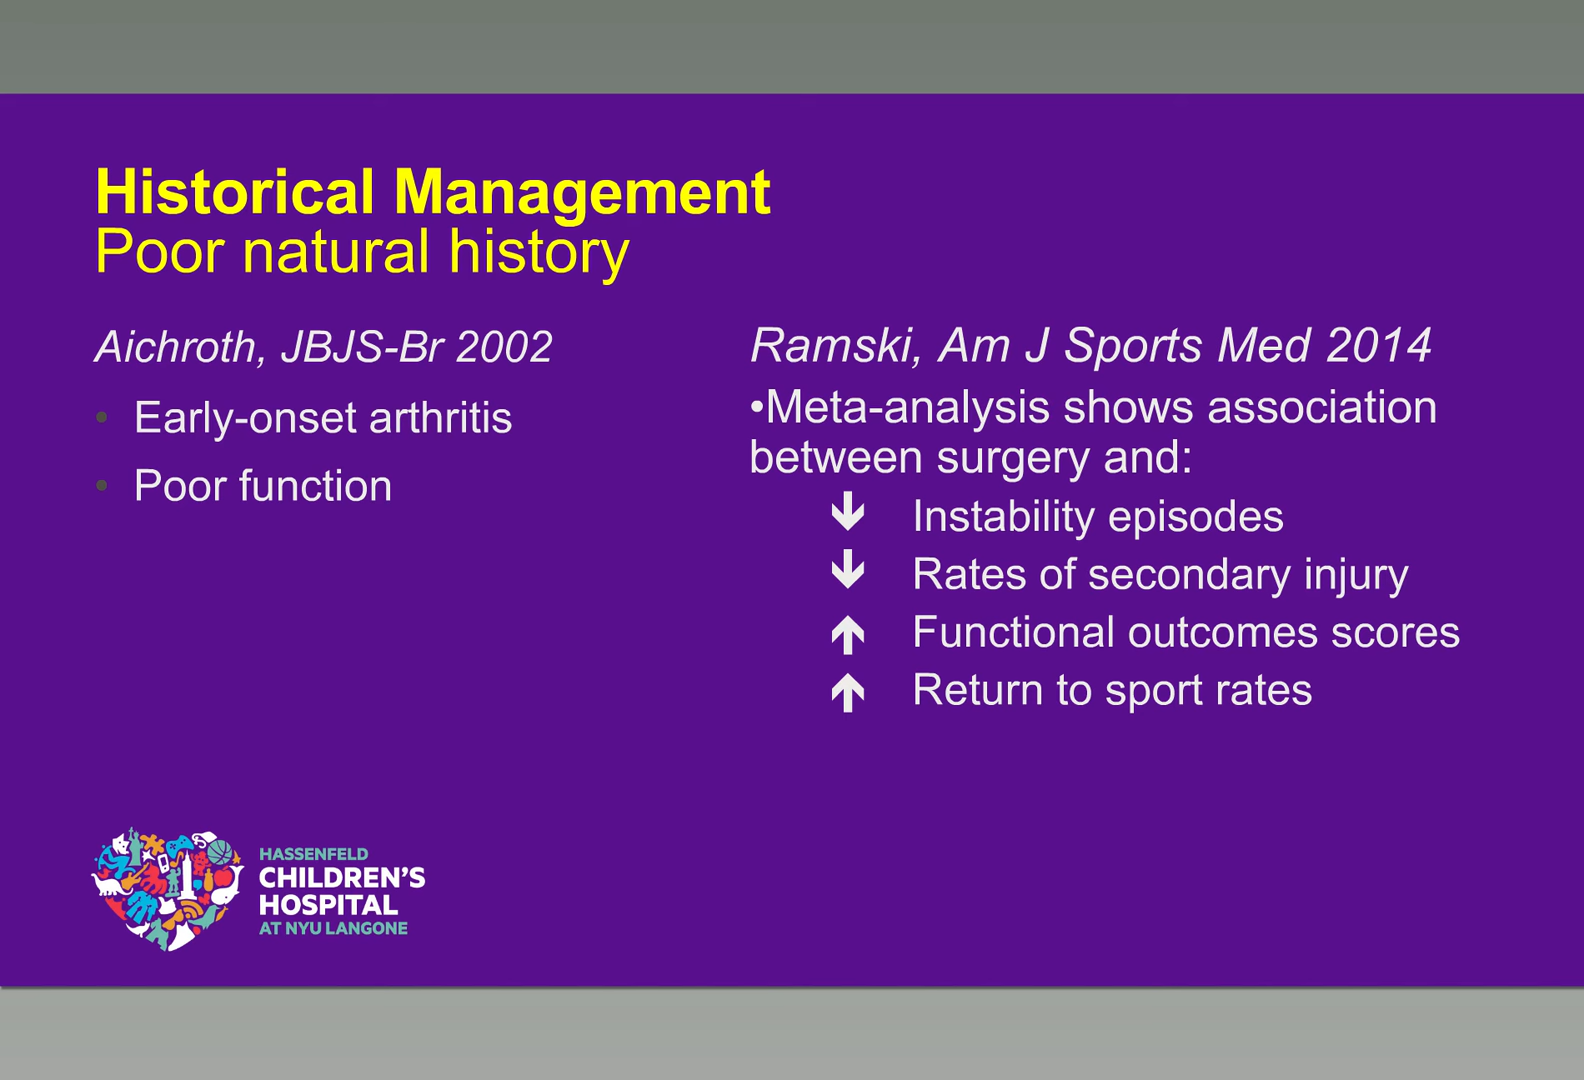 Historical Management
Poor natural history
Aichroth, JBJS-Br 2002
• Early-onset arthritis
• Poor function
Ramski, Am J Sports Med 2014
•Meta-analysis shows association
between surgery and:
↓ Instability episodes
↓ Rates of secondary injury
↑ Functional outcomes scores
↑ Return to sport rates
HASSENFELD
CHILDREN'S
HOSPITAL
AT NYU LANGONE